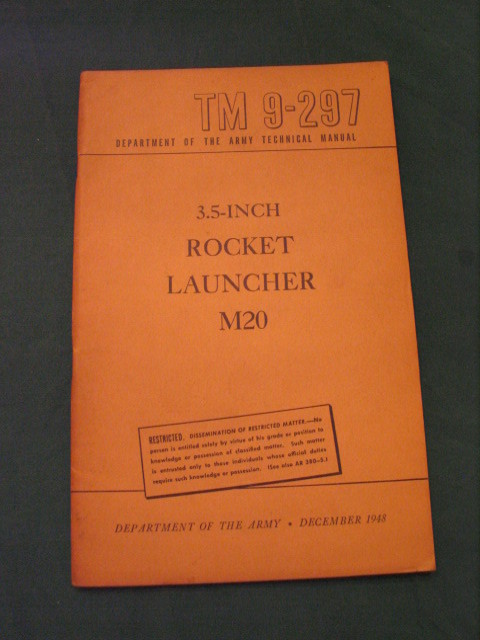 TM 9-297
DEPARTMENT OF THE ARMY TECHNICAL MANUAL
3.5-INCH
ROCKET
LAUNCHER
M20
RESTRICTED. DISSEMINATION OF RESTRICTED MATTER.—No
person is entitled solely by virtue of his grade or position to
knowledge or possession of classified matter. Such matter
is entrusted only to those individuals whose official duties
require such knowledge or possession. (See also AR 380-5.)
DEPARTMENT OF THE ARMY • DECEMBER 1948